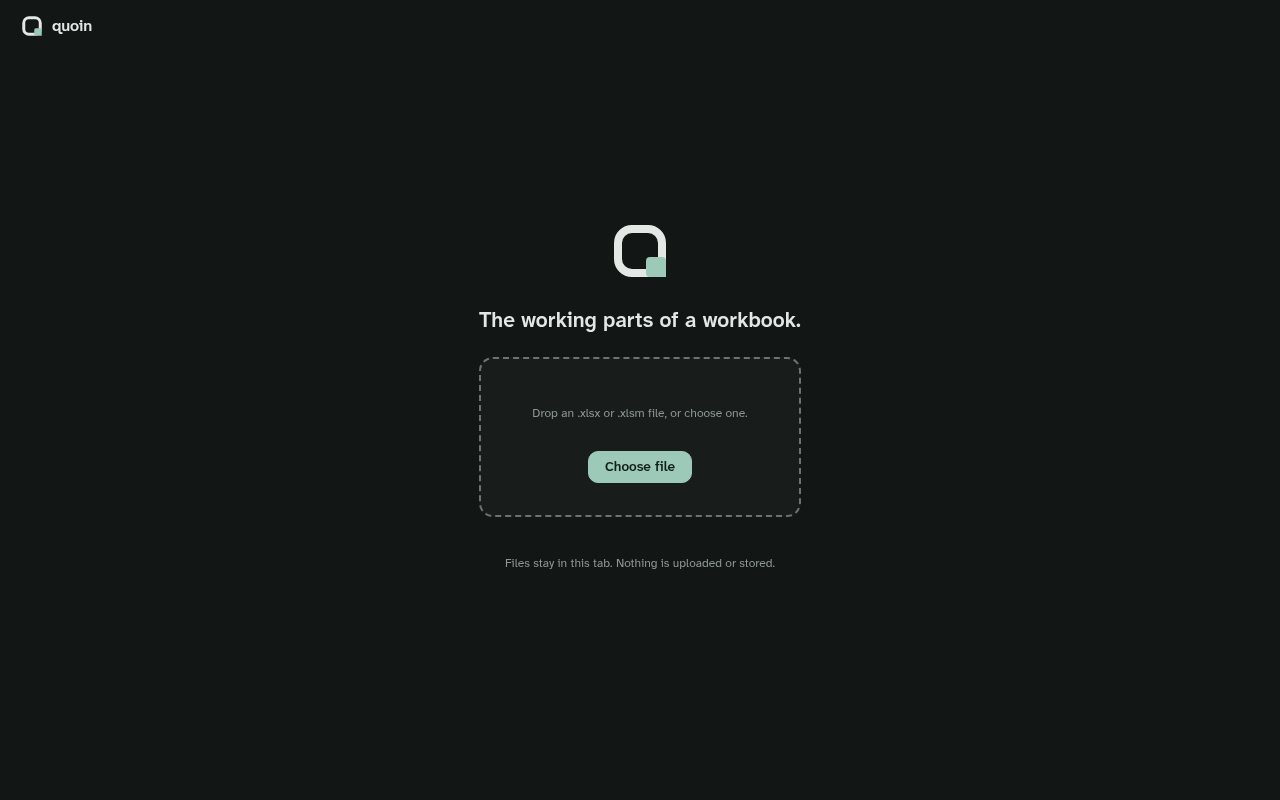 quoin
The working parts of a workbook.
Drop an .xlsx or .xlsm file, or choose one.
Choose file
Files stay in this tab. Nothing is uploaded or stored.